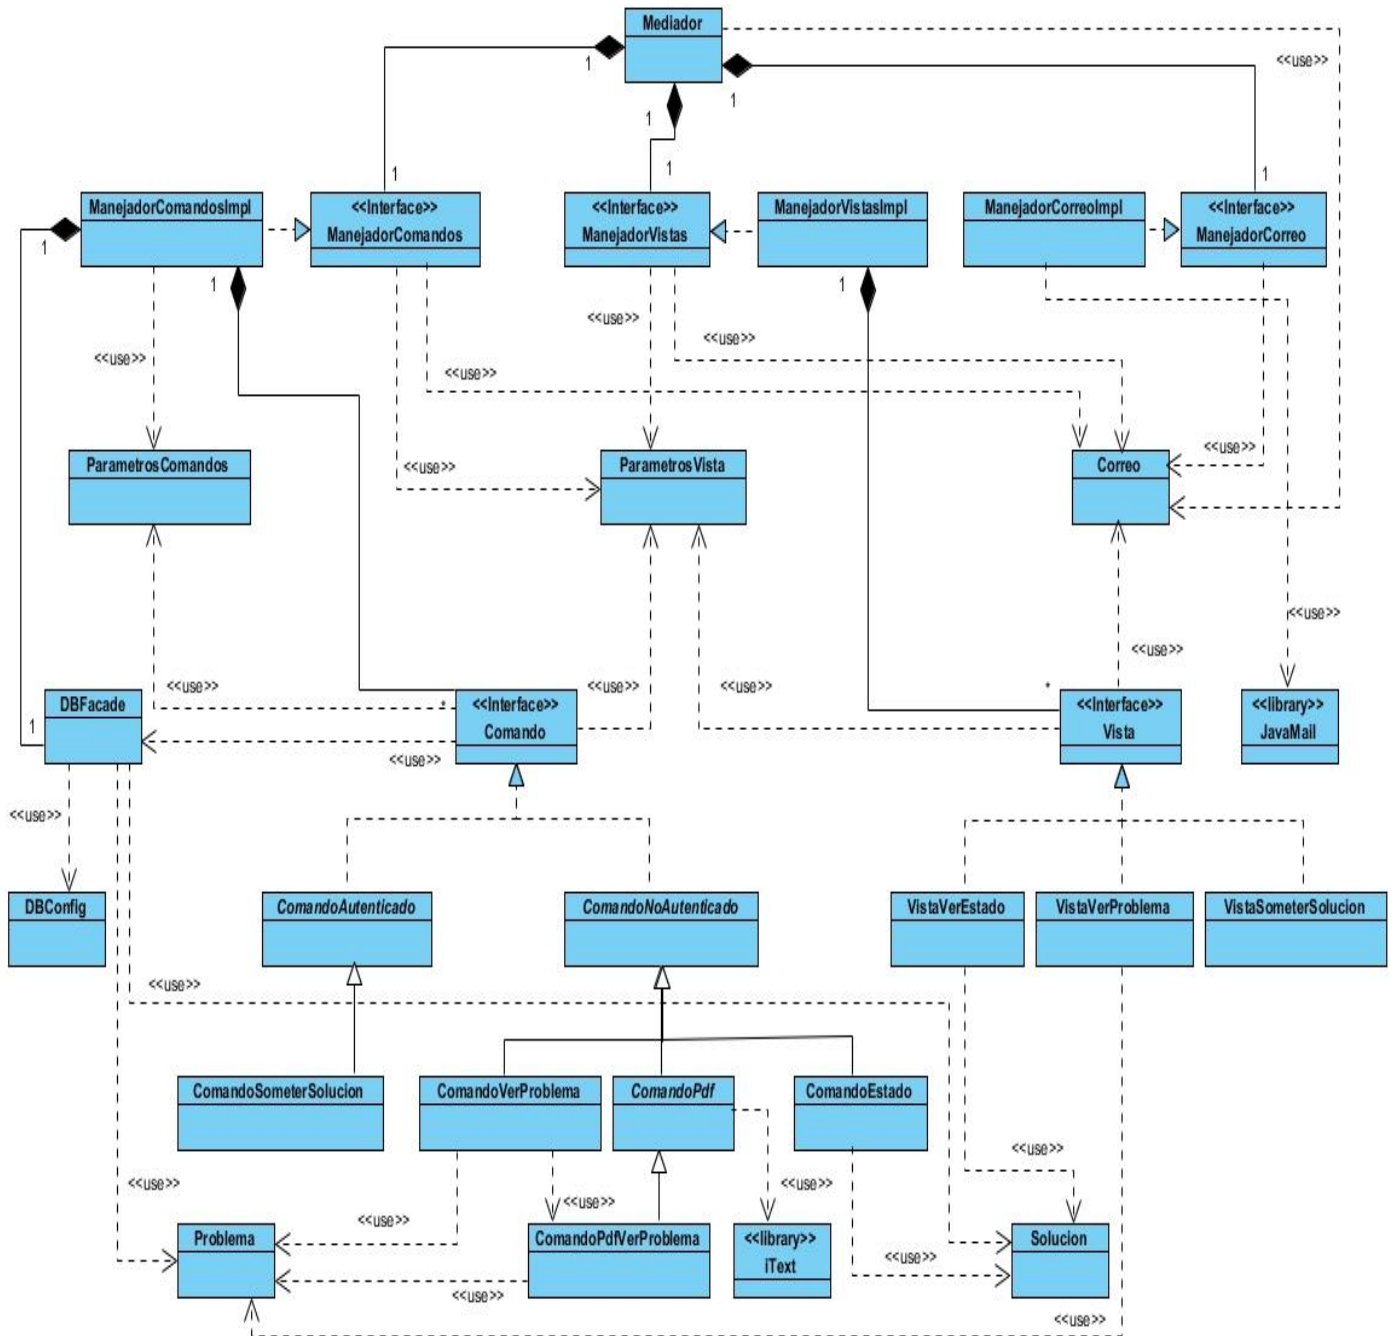 Mediador
<<use>>
1
1
1
1
1
1
ManejadorComandosImpl
<<Interface>>
ManejadorComandos
<<Interface>>
ManejadorVistas
ManejadorVistasImpl
ManejadorCorreoImpl
<<Interface>>
ManejadorCorreo
1
1
1
<<use>>
<<use>>
<<use>>
<<use>>
ParametrosComandos
<<use>>
ParametrosVista
Correo
<<use>>
<<use>>
<<use>>
<<use>>
<<use>>
<<use>>
DBFacade
1
*
<<Interface>>
Comando
*
<<Interface>>
Vista
<<library>>
JavaMail
<<use>>
<<use>>
DBConfig
ComandoAutenticado
ComandoNoAutenticado
VistaVerEstado
VistaVerProblema
VistaSometerSolucion
<<use>>
ComandoSometerSolucion
ComandoVerProblema
ComandoPdf
ComandoEstado
<<use>>
<<use>>
<<use>>
<<use>>
<<use>>
Problema
ComandoPdfVerProblema
<<library>>
iText
<<use>>
Solucion
<<use>>
<<use>>